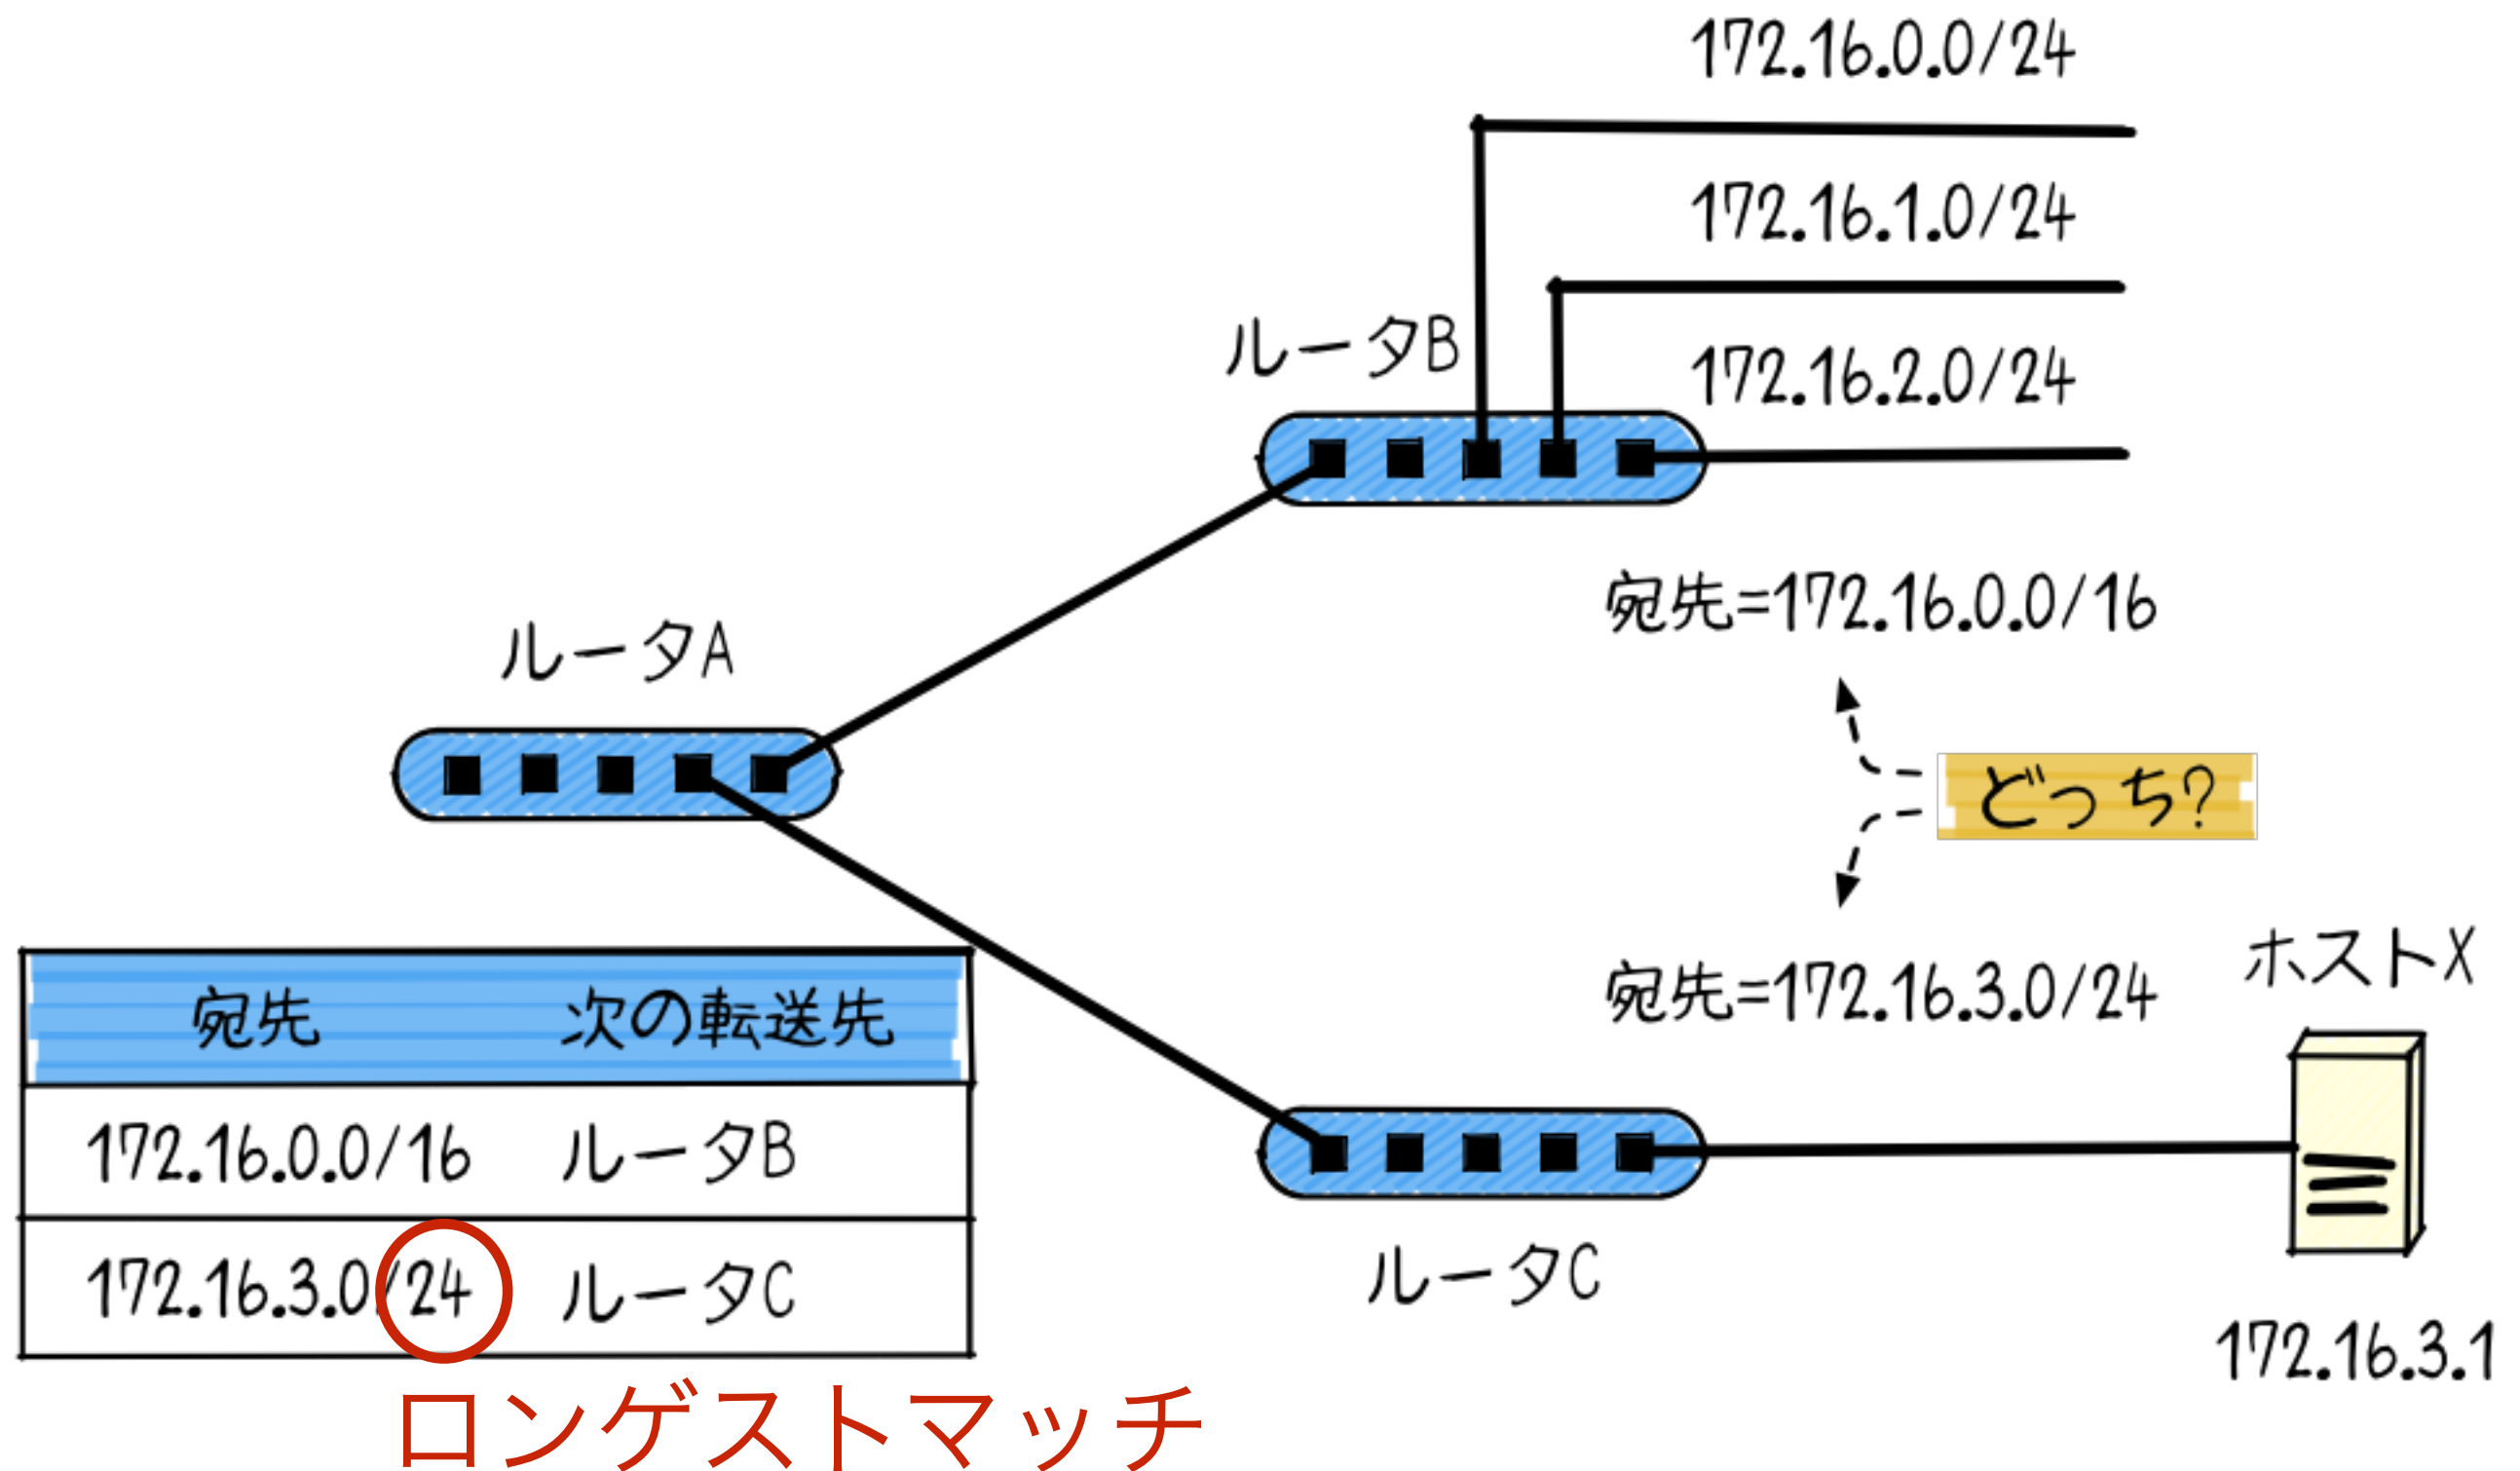 172.16.0.0/24
172.16.1.0/24
ルータB
172.16.2.0/24
宛先=172.16.0.0/16
ルータA
どっち?
ホストX
宛先=172.16.3.0/24
宛先 次の転送先
172.16.0.0/16 ルータB
172.16.3.0/24 ルータC
ルータC
172.16.3.1
ロンゲストマッチ